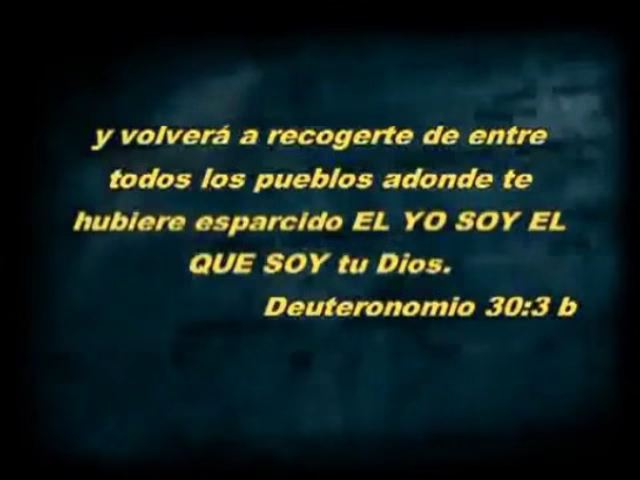 y volverá a recogerte de entre
todos los pueblos adonde te
hubiere esparcido EL YO SOY EL
QUE SOY tu Dios.
Deuteronomio 30:3 b